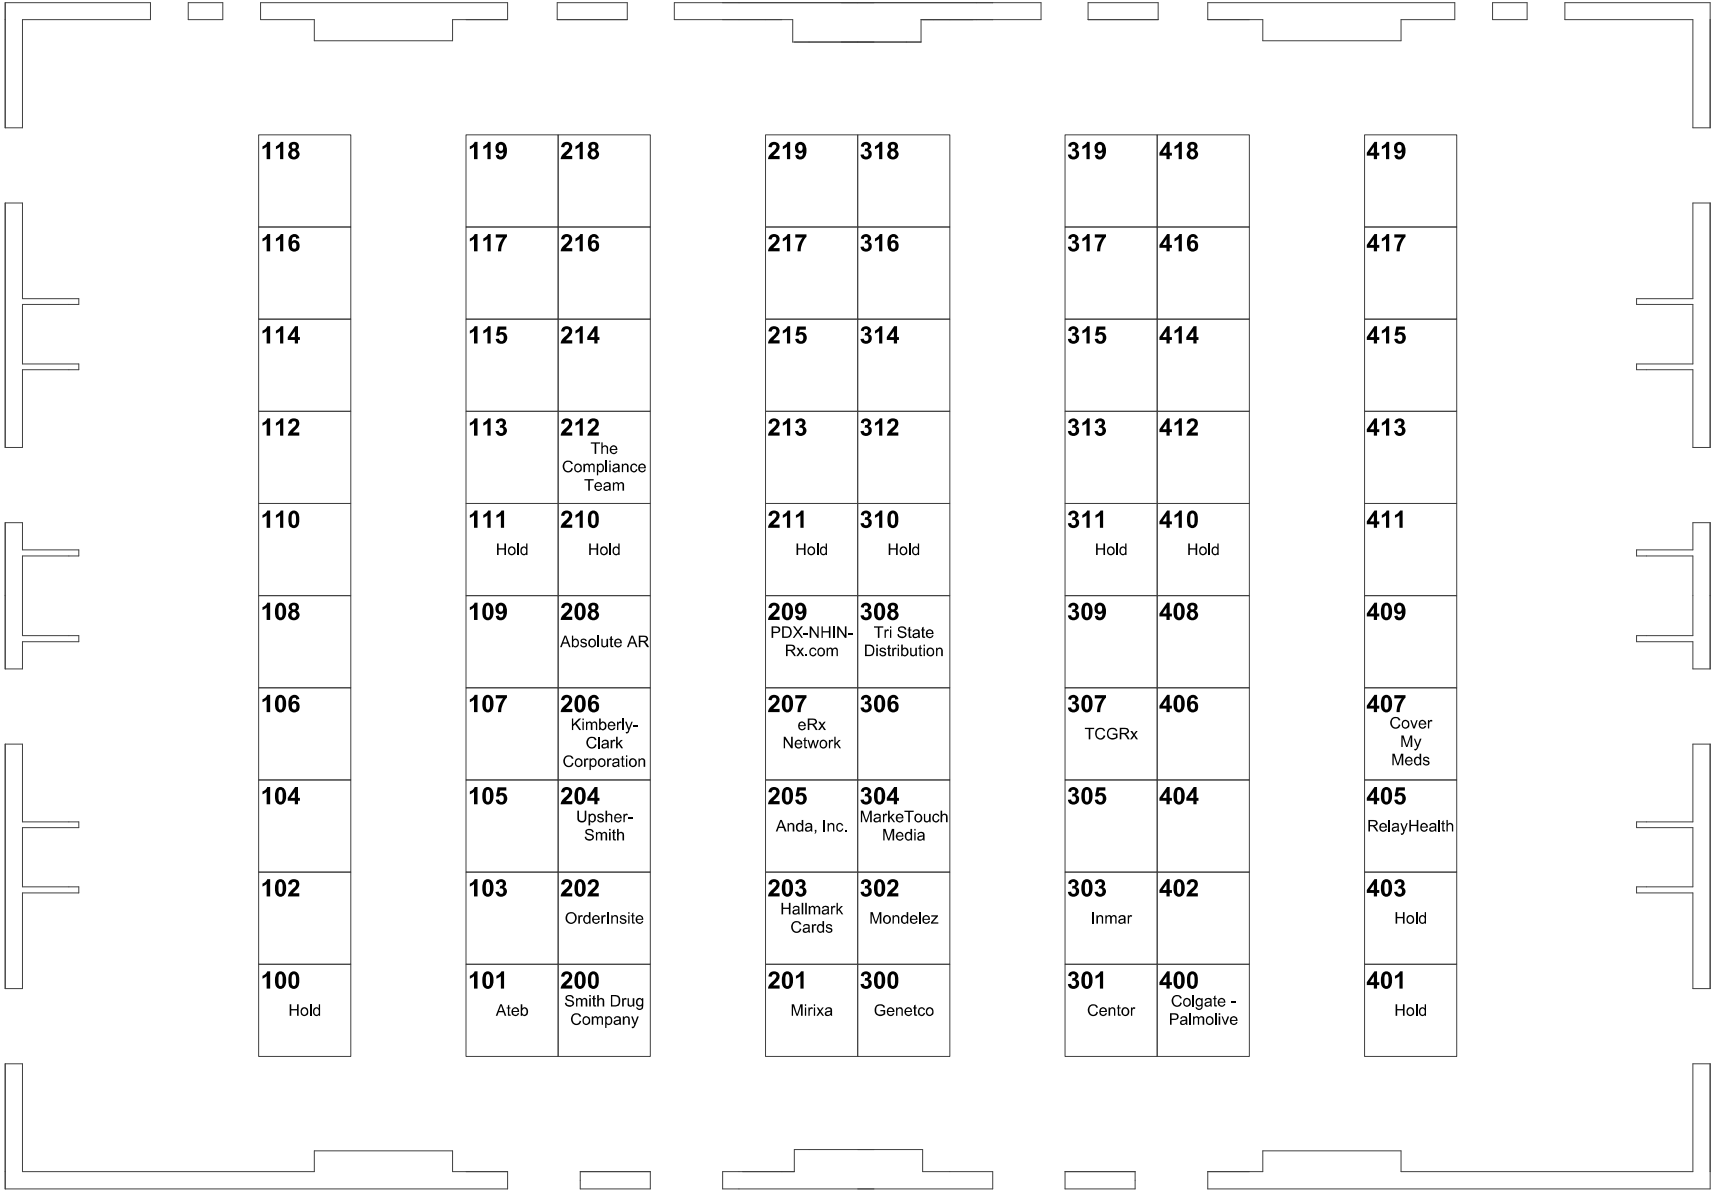 118
119
218
219
318
319
418
419
116
117
216
217
316
317
416
417
114
115
214
215
314
315
414
415
112
113
212
The
Compliance
Team
213
312
313
412
413
110
111
Hold
210
Hold
211
Hold
310
Hold
311
Hold
410
Hold
411
108
109
208
Absolute AR
209
PDX-NHIN-
Rx.com
308
Tri State
Distribution
309
408
409
106
107
206
Kimberly-
Clark
Corporation
207
eRx
Network
306
307
TCGRx
406
407
Cover
My
Meds
104
105
204
Upsher-
Smith
205
Anda, Inc.
304
MarkeTouch
Media
305
404
405
RelayHealth
102
103
202
OrderInsite
203
Hallmark
Cards
302
Mondelez
303
Inmar
402
403
Hold
100
Hold
101
Ateb
200
Smith Drug
Company
201
Mirixa
300
Genetco
301
Centor
400
Colgate -
Palmolive
401
Hold